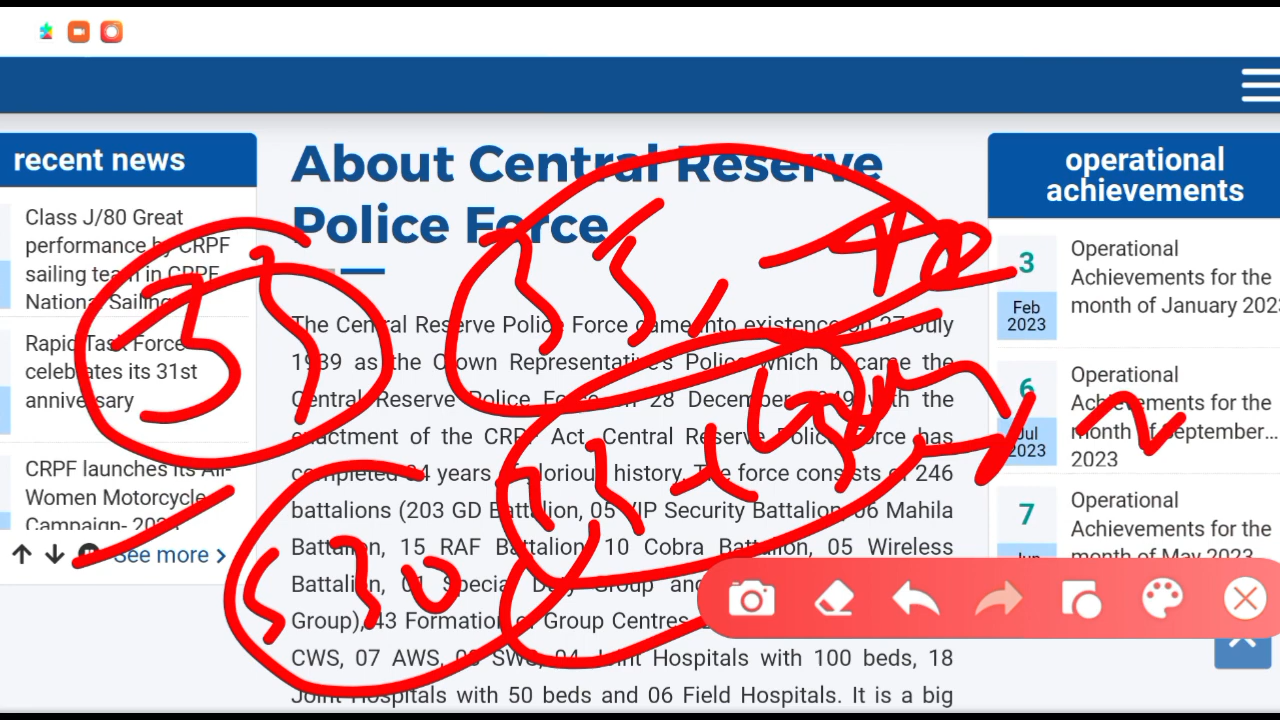 recent news
Class J/80 Great
performance by CRPF
sailing team in CRPF
National Sailing
Rapid Task Force
celebrates its 31st
anniversary
CRPF launches its All-
Women Motorcycle
Campaign-
See more
About Central Reserve
Police Force
The Central Reserve Police Force came into existence on 27 July
1939 as the Crown Representative's Police which became the
Central Reserve Police Force on 28 December 1949 with the
enactment of the CRPF Act. Central Reserve Police Force has
completed years of glorious history. The force consists of 246
battalions (203 GD Battalion, 05 VIP Security Battalion, 06 Mahila
Battalion, 15 RAF Battalion, 10 Cobra Battalion, 05 Wireless
Battalion, 01 Special Duty Group and
Group), 43 Formation of Group Centres
CWS, 07 AWS, SWS, 04 Joint Hospitals with 100 beds, 18
Joint Hospitals with 50 beds and 06 Field Hospitals. It is a big
operational
achievements
3
Feb
2023
Operational
Achievements for the
month of January
6
Jul
2023
Operational
Achievements for the
month of September...
2023
7
Jun
Operational
Achievements for the
month of May 2023